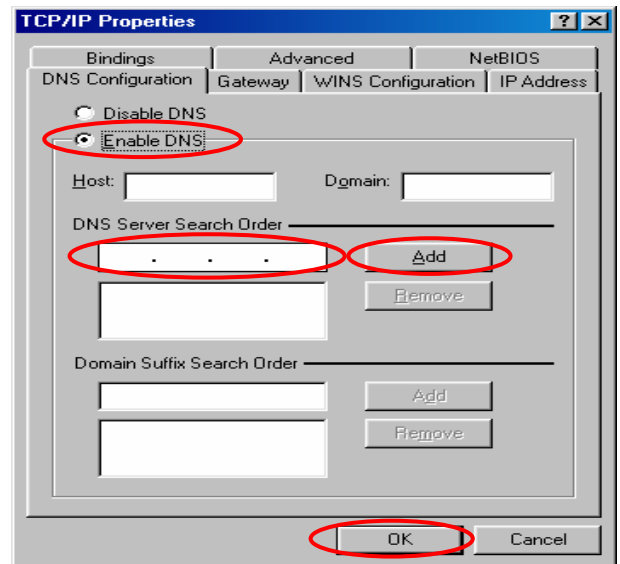 TCP/IP Properties ? ×
Bindings Advanced NetBIOS
DNS Configuration Gateway WINS Configuration IP Address
Disable DNS
Enable DNS
Host: Domain:
DNS Server Search Order
. . . Add
Remove
Domain Suffix Search Order
Add
Remove
OK Cancel